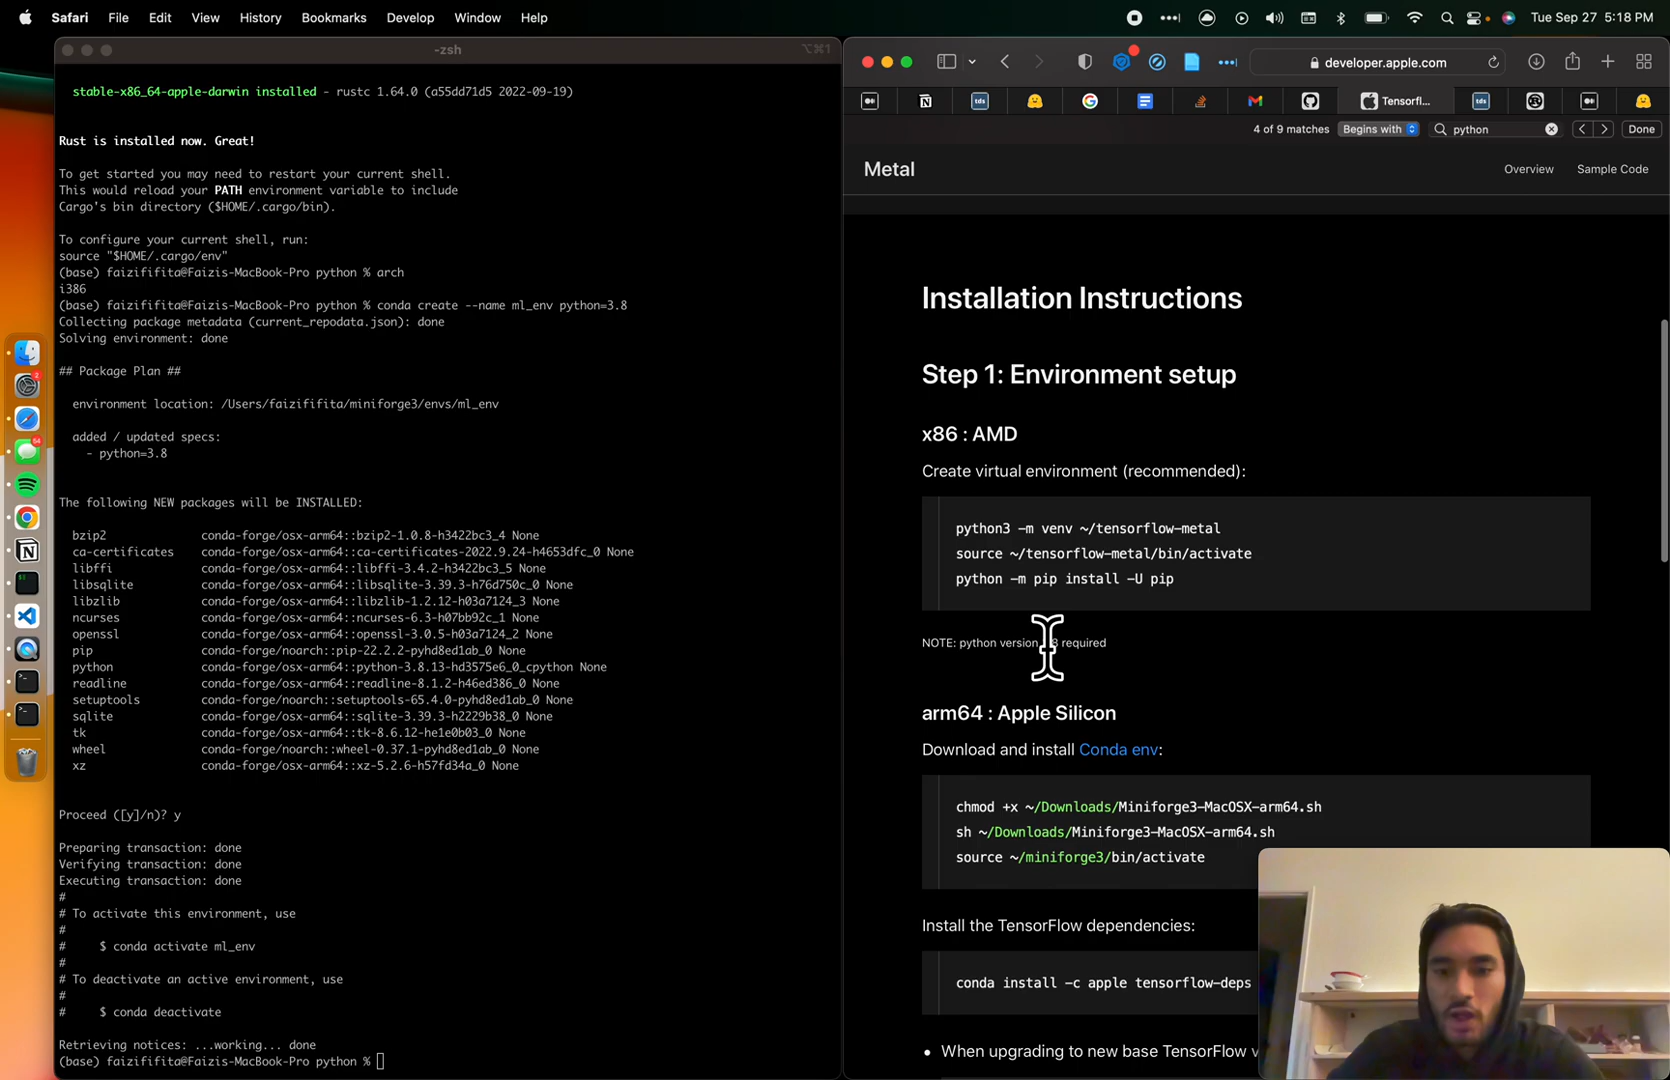 Safari File Edit View History Bookmarks Develop Window Help
Tue Sep 27 5:18 PM
-zsh
⌥⌘1
stable-x86_64-apple-darwin installed - rustc 1.64.0 (a55dd71d5 2022-09-19)
Rust is installed now. Great!
To get started you may need to restart your current shell.
This would reload your PATH environment variable to include
Cargo's bin directory ($HOME/.cargo/bin).
To configure your current shell, run:
source "$HOME/.cargo/env"
(base) faizififita@Faizis-MacBook-Pro python % arch
i386
(base) faizififita@Faizis-MacBook-Pro python % conda create --name ml_env python=3.8
Collecting package metadata (current_repodata.json): done
Solving environment: done
## Package Plan ##
environment location: /Users/faizififita/miniforge3/envs/ml_env
added / updated specs:
- python=3.8
The following NEW packages will be INSTALLED:
bzip2 conda-forge/osx-arm64::bzip2-1.0.8-h3422bc3_4 None
ca-certificates conda-forge/osx-arm64::ca-certificates-2022.9.24-h4653dfc_0 None
libffi conda-forge/osx-arm64::libffi-3.4.2-h3422bc3_5 None
libsqlite conda-forge/osx-arm64::libsqlite-3.39.3-h76d750c_0 None
libzlib conda-forge/osx-arm64::libzlib-1.2.12-h03a7124_3 None
ncurses conda-forge/osx-arm64::ncurses-6.3-h07bb92c_1 None
openssl conda-forge/osx-arm64::openssl-3.0.5-h03a7124_2 None
pip conda-forge/noarch::pip-22.2.2-pyhd8ed1ab_0 None
python conda-forge/osx-arm64::python-3.8.13-hd3575e6_0_cpython None
readline conda-forge/osx-arm64::readline-8.1.2-h46ed386_0 None
setuptools conda-forge/noarch::setuptools-65.4.0-pyhd8ed1ab_0 None
sqlite conda-forge/osx-arm64::sqlite-3.39.3-h2229b38_0 None
tk conda-forge/osx-arm64::tk-8.6.12-he1e0b03_0 None
wheel conda-forge/noarch::wheel-0.37.1-pyhd8ed1ab_0 None
xz conda-forge/osx-arm64::xz-5.2.6-h57fd34a_0 None
Proceed ([y]/n)? y
Preparing transaction: done
Verifying transaction: done
Executing transaction: done
#
# To activate this environment, use
#
# $ conda activate ml_env
#
# To deactivate an active environment, use
#
# $ conda deactivate
Retrieving notices: ...working... done
(base) faizififita@Faizis-MacBook-Pro python %
developer.apple.com
tds
Tensorfl...
tds
4 of 9 matches Begins with python Done
Metal
Overview Sample Code
Installation Instructions
Step 1: Environment setup
x86 : AMD
Create virtual environment (recommended):
python3 -m venv ~/tensorflow-metal
source ~/tensorflow-metal/bin/activate
python -m pip install -U pip
NOTE: python version 8 required
arm64 : Apple Silicon
Download and install Conda env:
chmod +x ~/Downloads/Miniforge3-MacOSX-arm64.sh
sh ~/Downloads/Miniforge3-MacOSX-arm64.sh
source ~/miniforge3/bin/activate
Install the TensorFlow dependencies:
conda install -c apple tensorflow-deps
• When upgrading to new base TensorFlow v